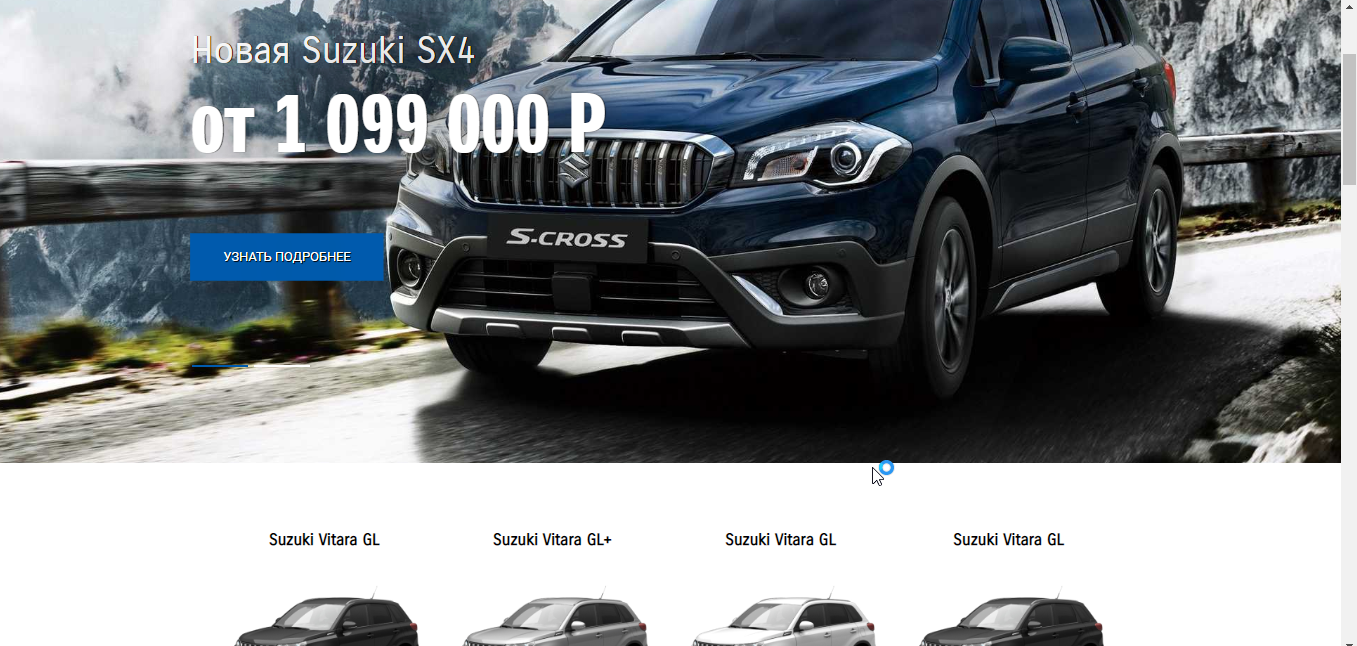 Новая Suzuki SX4
от 1 099 000 Р
S-CROSS
УЗНАТЬ ПОДРОБНЕЕ
Suzuki Vitara GL
Suzuki Vitara GL+
Suzuki Vitara GL
Suzuki Vitara GL